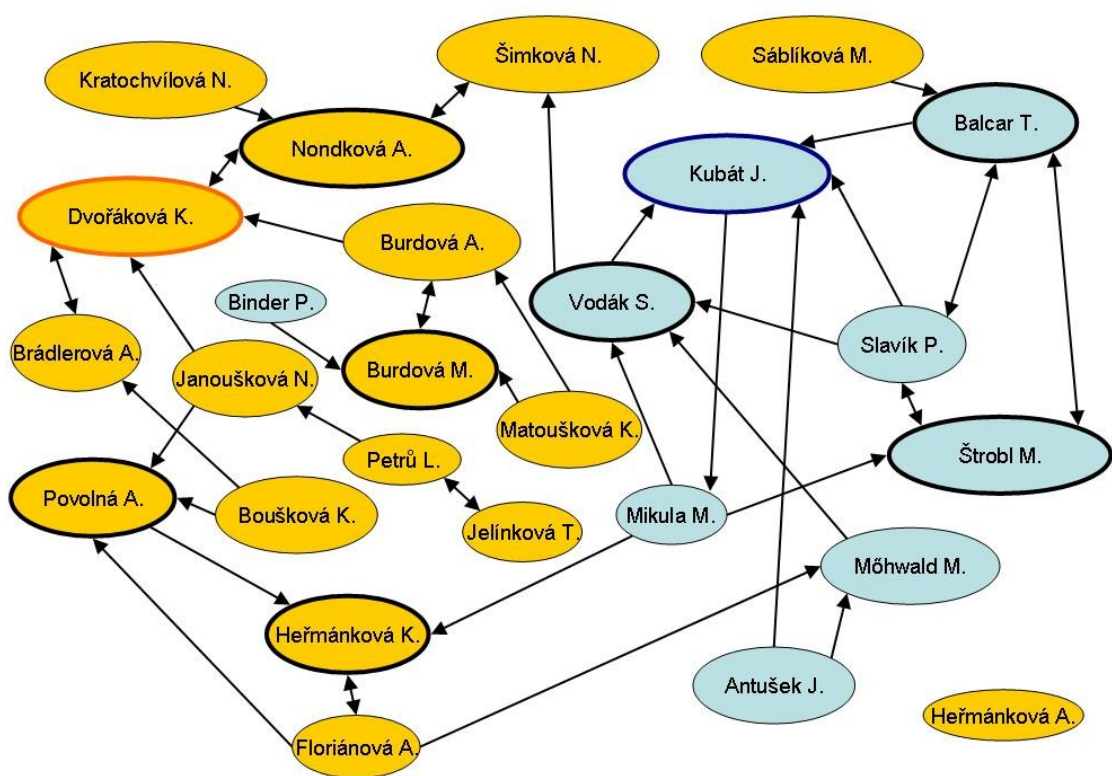 Šimková N.
Sáblíková M.
Kratochvílová N.
Balcar T.
Nondková A.
Kubát J.
Dvořáková K.
Burdová A.
Binder P.
Vodák S.
Slavík P.
Brádlerová A.
Janoušková N.
Burdová M.
Matoušková K.
Petrů L.
Štrobl M.
Povolná A.
Boušková K.
Mikula M.
Jelínková T.
Mőhwald M.
Heřmánková K.
Antušek J.
Heřmánková A.
Floriánová A.